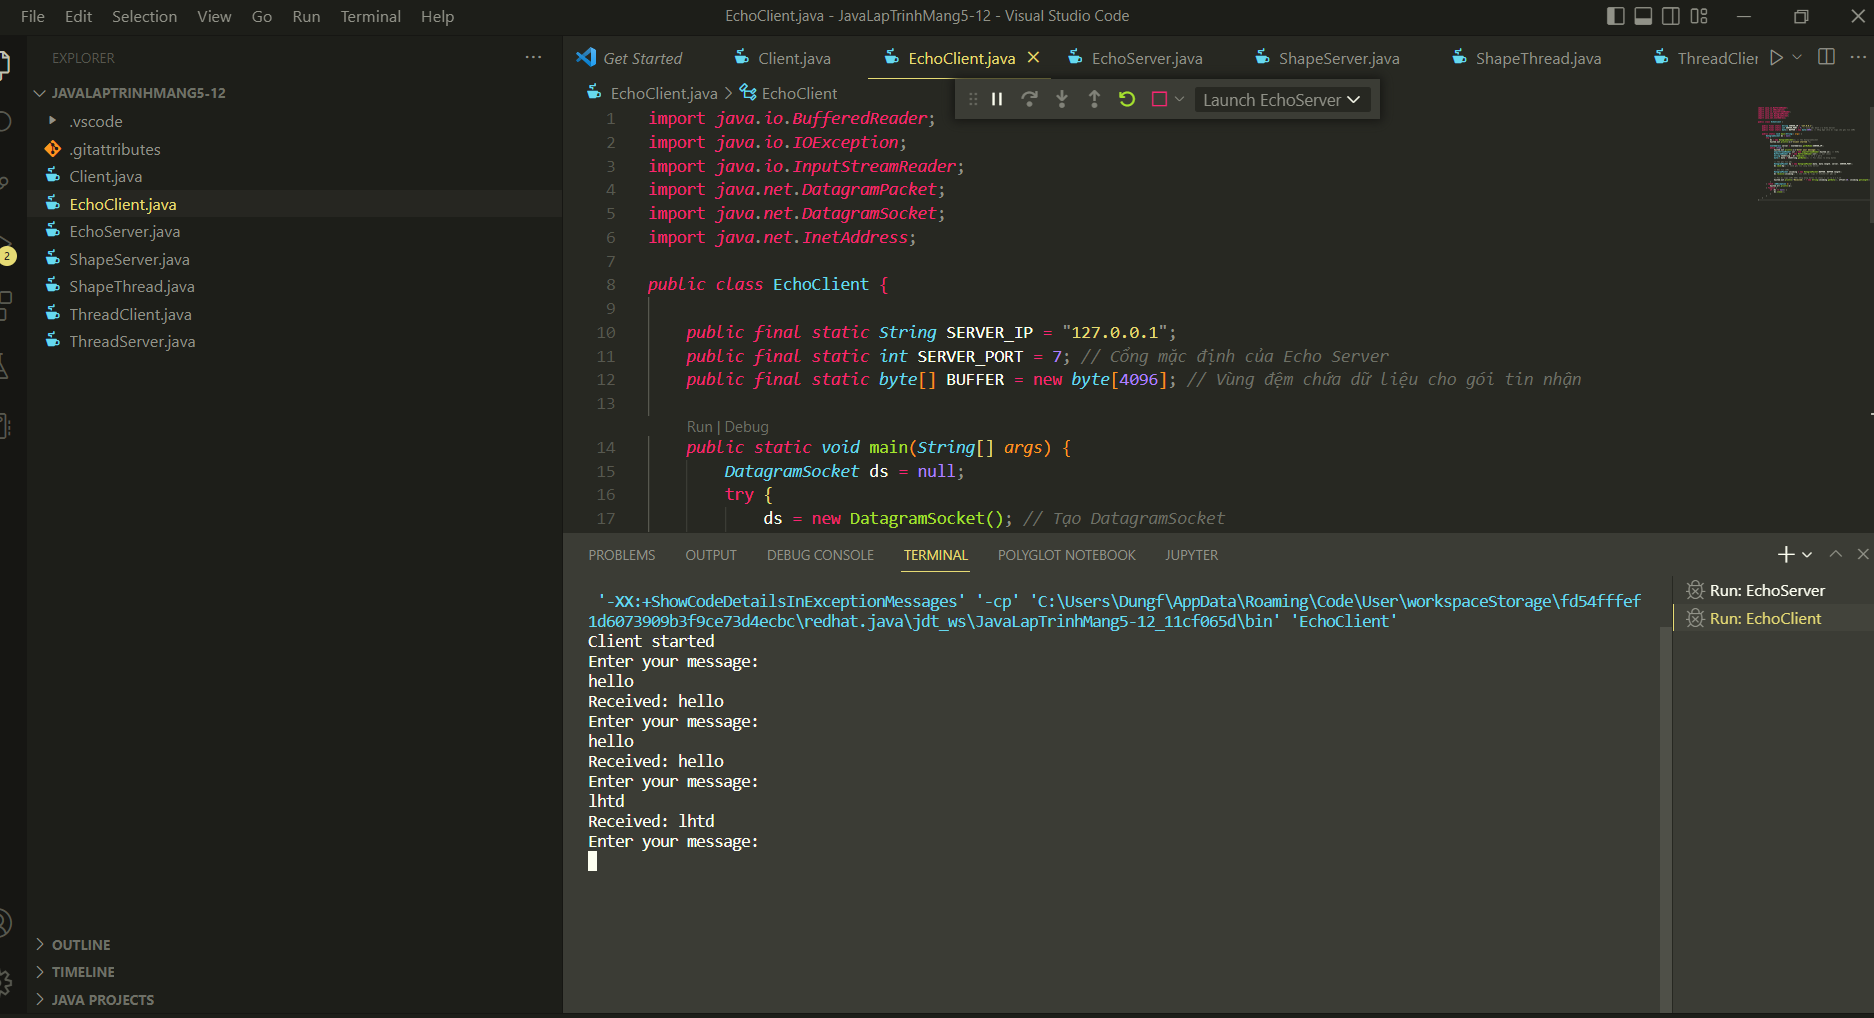 File Edit Selection View Go Run Terminal Help
EchoClient.java - JavaLapTrinhMang5-12 - Visual Studio Code
EXPLORER
JAVALAPTRINHMANG5-12
.vscode
.gitattributes
Client.java
EchoClient.java
EchoServer.java
ShapeServer.java
ShapeThread.java
ThreadClient.java
ThreadServer.java
2
OUTLINE
TIMELINE
JAVA PROJECTS
Get Started Client.java EchoClient.java EchoServer.java ShapeServer.java ShapeThread.java ThreadClier
EchoClient.java > EchoClient
Launch EchoServer
1 import java.io.BufferedReader;
2 import java.io.IOException;
3 import java.io.InputStreamReader;
4 import java.net.DatagramPacket;
5 import java.net.DatagramSocket;
6 import java.net.InetAddress;
7
8 public class EchoClient {
9
10 public final static String SERVER_IP = "127.0.0.1";
11 public final static int SERVER_PORT = 7; // Cổng mặc định của Echo Server
12 public final static byte[] BUFFER = new byte[4096]; // Vùng đệm chứa dữ liệu cho gói tin nhận
13
Run | Debug
14 public static void main(String[] args) {
15 DatagramSocket ds = null;
16 try {
17 ds = new DatagramSocket(); // Tạo DatagramSocket
PROBLEMS OUTPUT DEBUG CONSOLE TERMINAL POLYGLOT NOTEBOOK JUPYTER
'-XX:+ShowCodeDetailsInExceptionMessages' '-cp' 'C:\Users\Dungf\AppData\Roaming\Code\User\workspaceStorage\fd54fffef
1d6073909b3f9ce73d4ecbc\redhat.java\jdt_ws\JavaLapTrinhMang5-12_11cf065d\bin' 'EchoClient'
Client started
Enter your message:
hello
Received: hello
Enter your message:
hello
Received: hello
Enter your message:
lhtd
Received: lhtd
Enter your message:
Run: EchoServer
Run: EchoClient